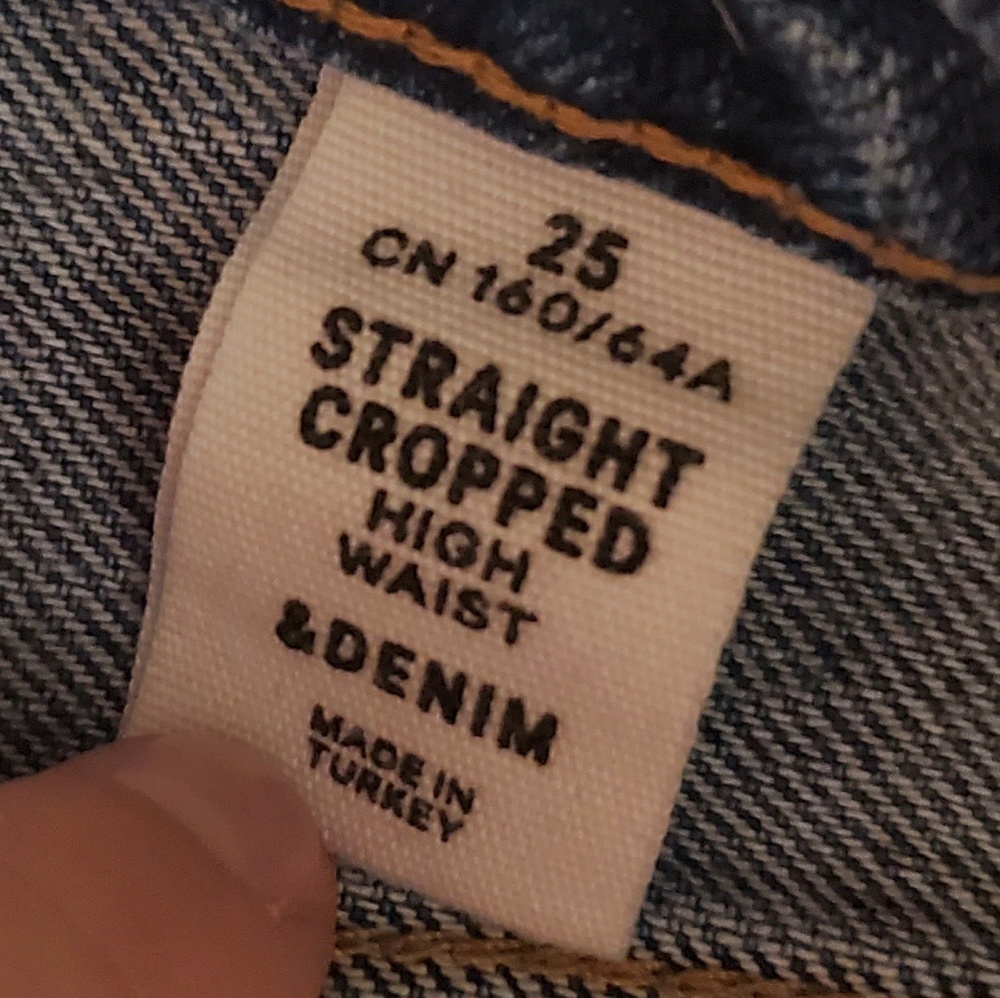 25
CN 160/64A
STRAIGHT
CROPPED
HIGH
WAIST
&DENIM
MADE IN
TURKEY